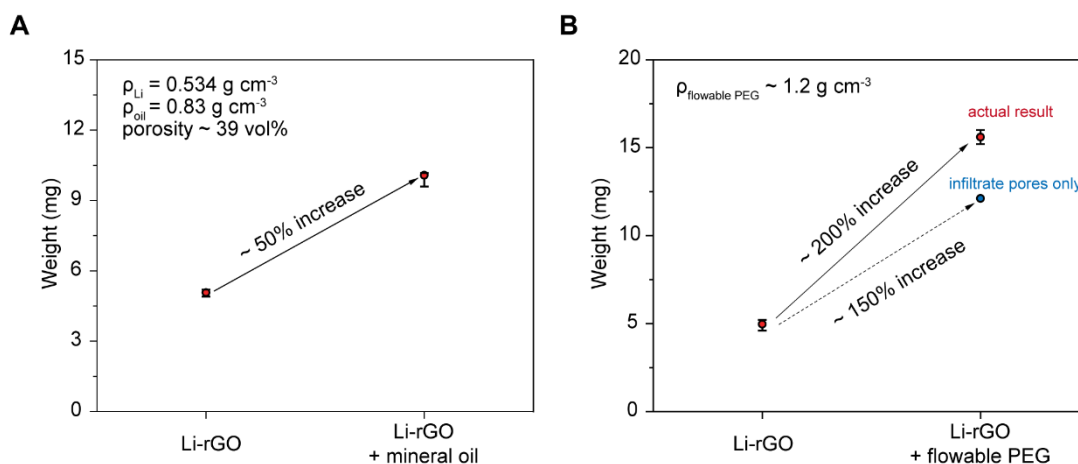 A
15
12
9
6
3
0
Weight (mg)
ρLi = 0.534 g cm-3
ρoil = 0.83 g cm-3
porosity ~ 39 vol%
~ 50% increase
Li-rGO
Li-rGO
+ mineral oil
B
20
15
10
5
0
Weight (mg)
ρflowable PEG ~ 1.2 g cm-3
actual result
infiltrate pores only
~ 200% increase
~ 150% increase
Li-rGO
Li-rGO
+ flowable PEG